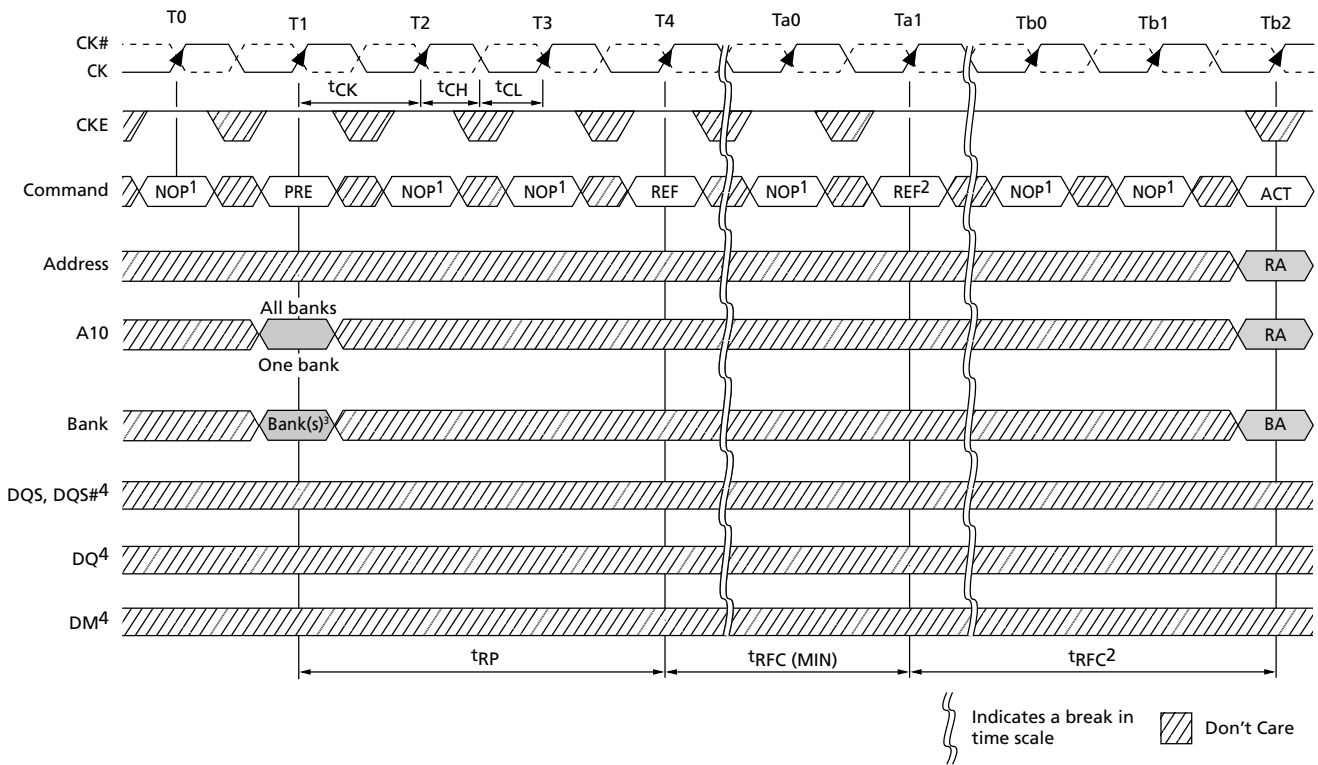 T0 T1 T2 T3 T4 Ta0 Ta1 Tb0 Tb1 Tb2
CK#
CK
tCK tCH tCL
CKE
Command NOP1 PRE NOP1 NOP1 REF NOP1 REF2 NOP1 NOP1 ACT
Address RA
All banks
A10 RA
One bank
Bank Bank(s)3 BA
DQS, DQS#4
DQ4
DM4
tRP tRFC (MIN) tRFC2
Indicates a break in
time scale
Don't Care